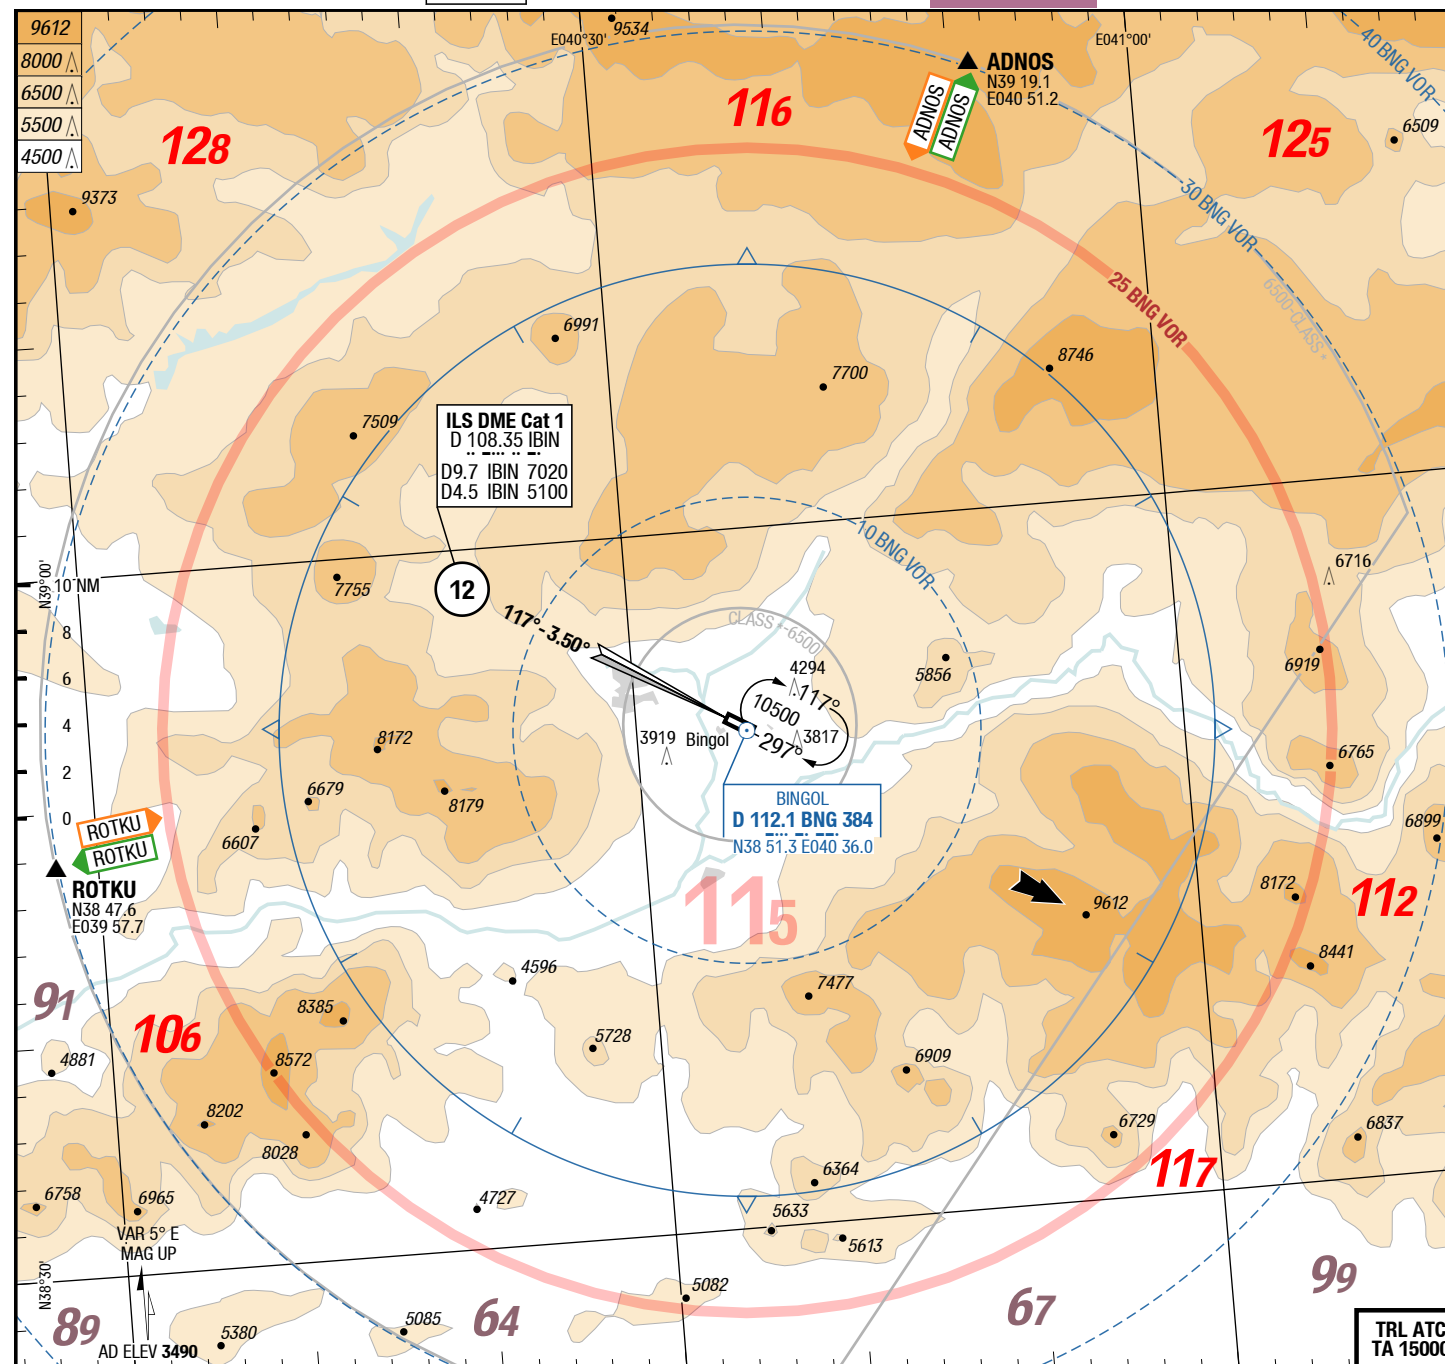 9612
8000
6500
5500
4500
9534
E040°30'
E041°00'
ADNOS
N39 19.1
E040 51.2
ADNOS
ADNOS
40 BNG VOR
128
116
125
6509
9373
30 BNG VOR
25 BNG VOR
6500-CLASS *
6991
7700
8746
7509
ILS DME Cat 1
D 108.35 IBIN
D9.7 IBIN 7020
D4.5 IBIN 5100
10 BNG VOR
N39°00'
10 NM
8
6
4
2
0
7755
12
117°-3.50°
CLASS *-6500
6716
6919
5856
4294
117°
10500
297°
3817
3919
Bingol
8172
6679
8179
6607
6765
6899
BINGOL
D 112.1 BNG 384
N38 51.3 E040 36.0
ROTKU
ROTKU
ROTKU
N38 47.6
E039 57.7
115
9612
8172
112
8441
4596
7477
91
8385
106
5728
4881
8572
6909
8202
8028
6729
6837
117
6364
6758
6965
4727
5633
5613
VAR 5° E
MAG UP
N38°30'
99
5082
64
67
89
5380
5085
AD ELEV 3490
TRL ATC
TA 15000